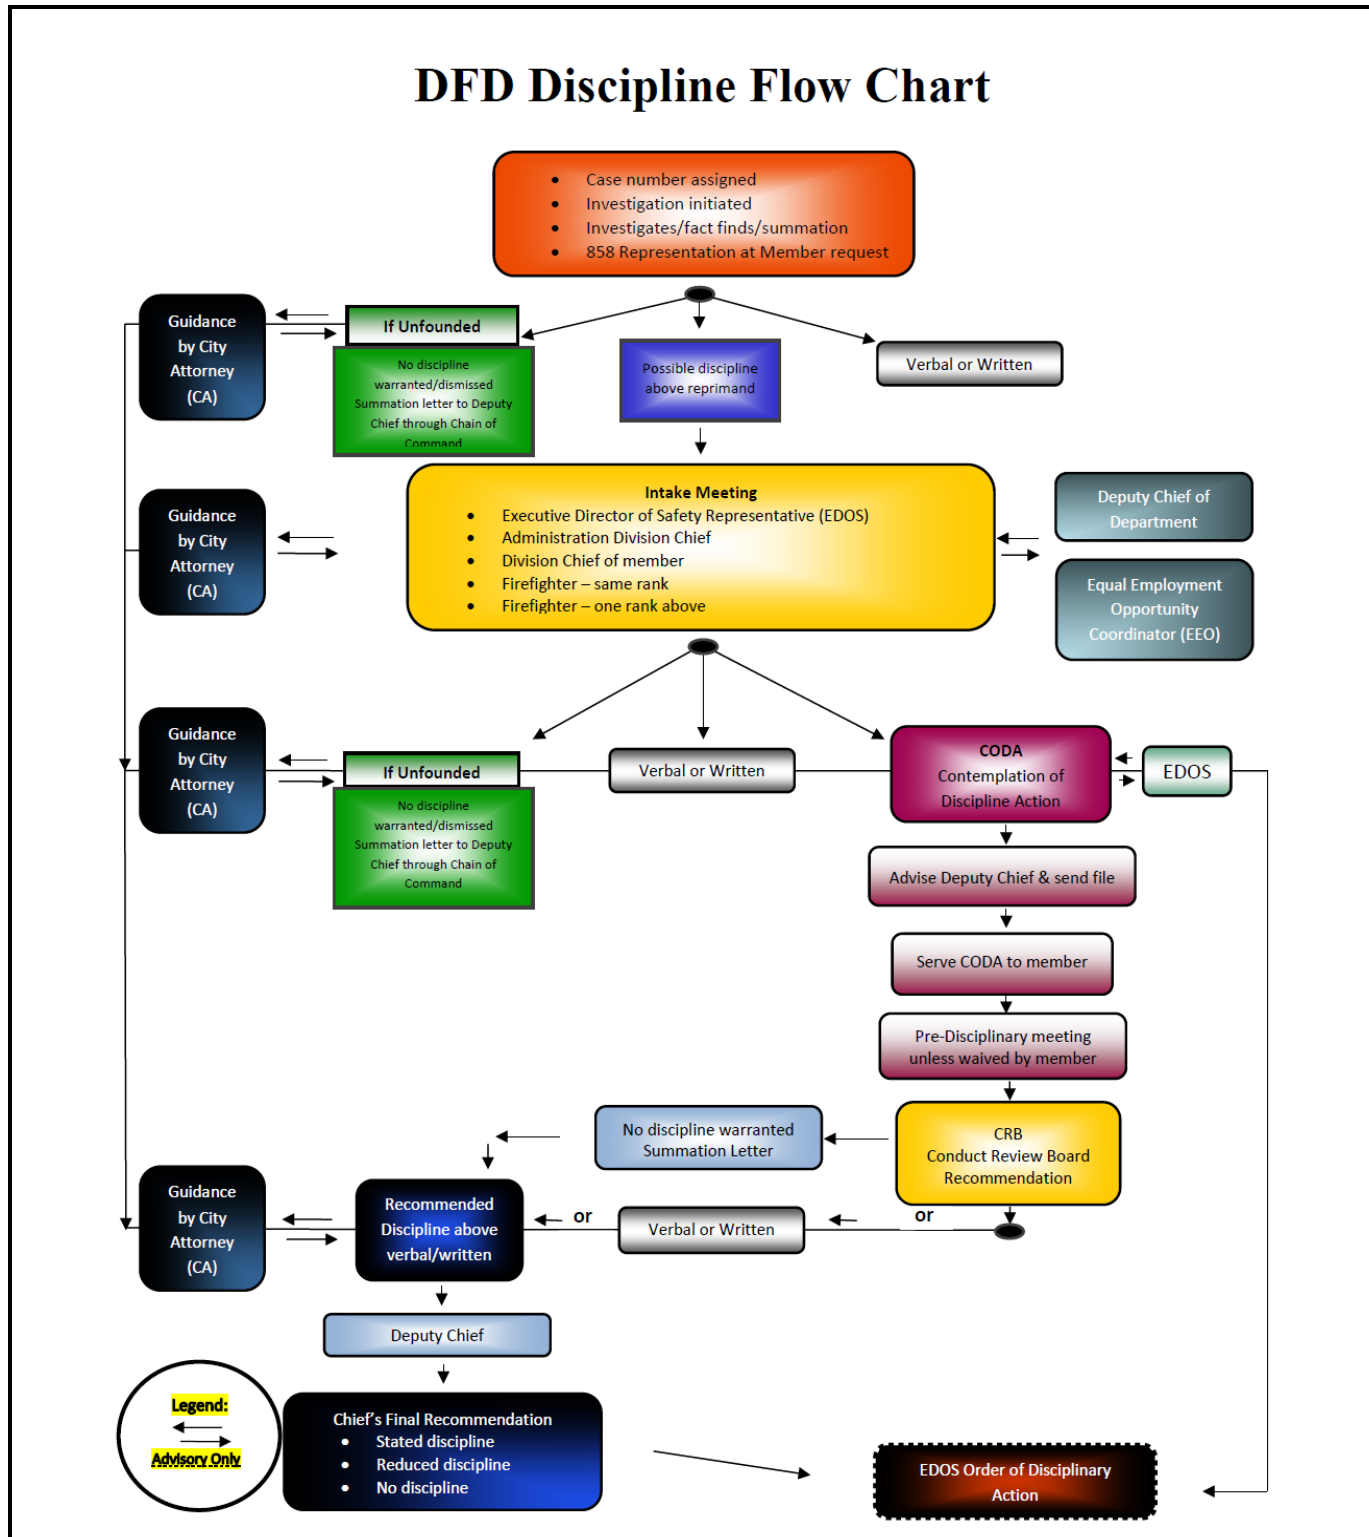 DFD Discipline Flow Chart
• Case number assigned
• Investigation initiated
• Investigates/fact finds/summation
• 858 Representation at Member request
Guidance
by City
Attorney
(CA)
If Unfounded
No discipline
warranted/dismissed
Summation letter to Deputy
Chief through Chain of
Command
Possible discipline
above reprimand
Verbal or Written
Guidance
by City
Attorney
(CA)
Intake Meeting
• Executive Director of Safety Representative (EDOS)
• Administration Division Chief
• Division Chief of member
• Firefighter – same rank
• Firefighter – one rank above
Deputy Chief of
Department
Equal Employment
Opportunity
Coordinator (EEO)
Guidance
by City
Attorney
(CA)
If Unfounded
No discipline
warranted/dismissed
Summation letter to Deputy
Chief through Chain of
Command
Verbal or Written
CODA
Contemplation of
Discipline Action
EDOS
Advise Deputy Chief & send file
Serve CODA to member
Pre-Disciplinary meeting
unless waived by member
CRB
Conduct Review Board
Recommendation
No discipline warranted
Summation Letter
Guidance
by City
Attorney
(CA)
Recommended
Discipline above
verbal/written
or
Verbal or Written
or
Deputy Chief
Legend:
Advisory Only
Chief's Final Recommendation
• Stated discipline
• Reduced discipline
• No discipline
EDOS Order of Disciplinary
Action